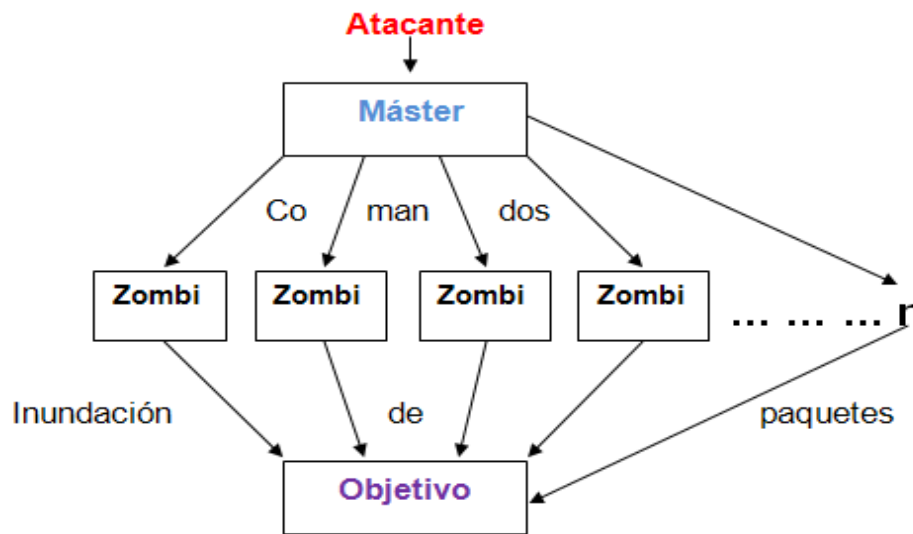 Atacante
Máster
Co man dos
Zombi Zombi Zombi Zombi
... ... ... n
Inundación de paquetes
Objetivo